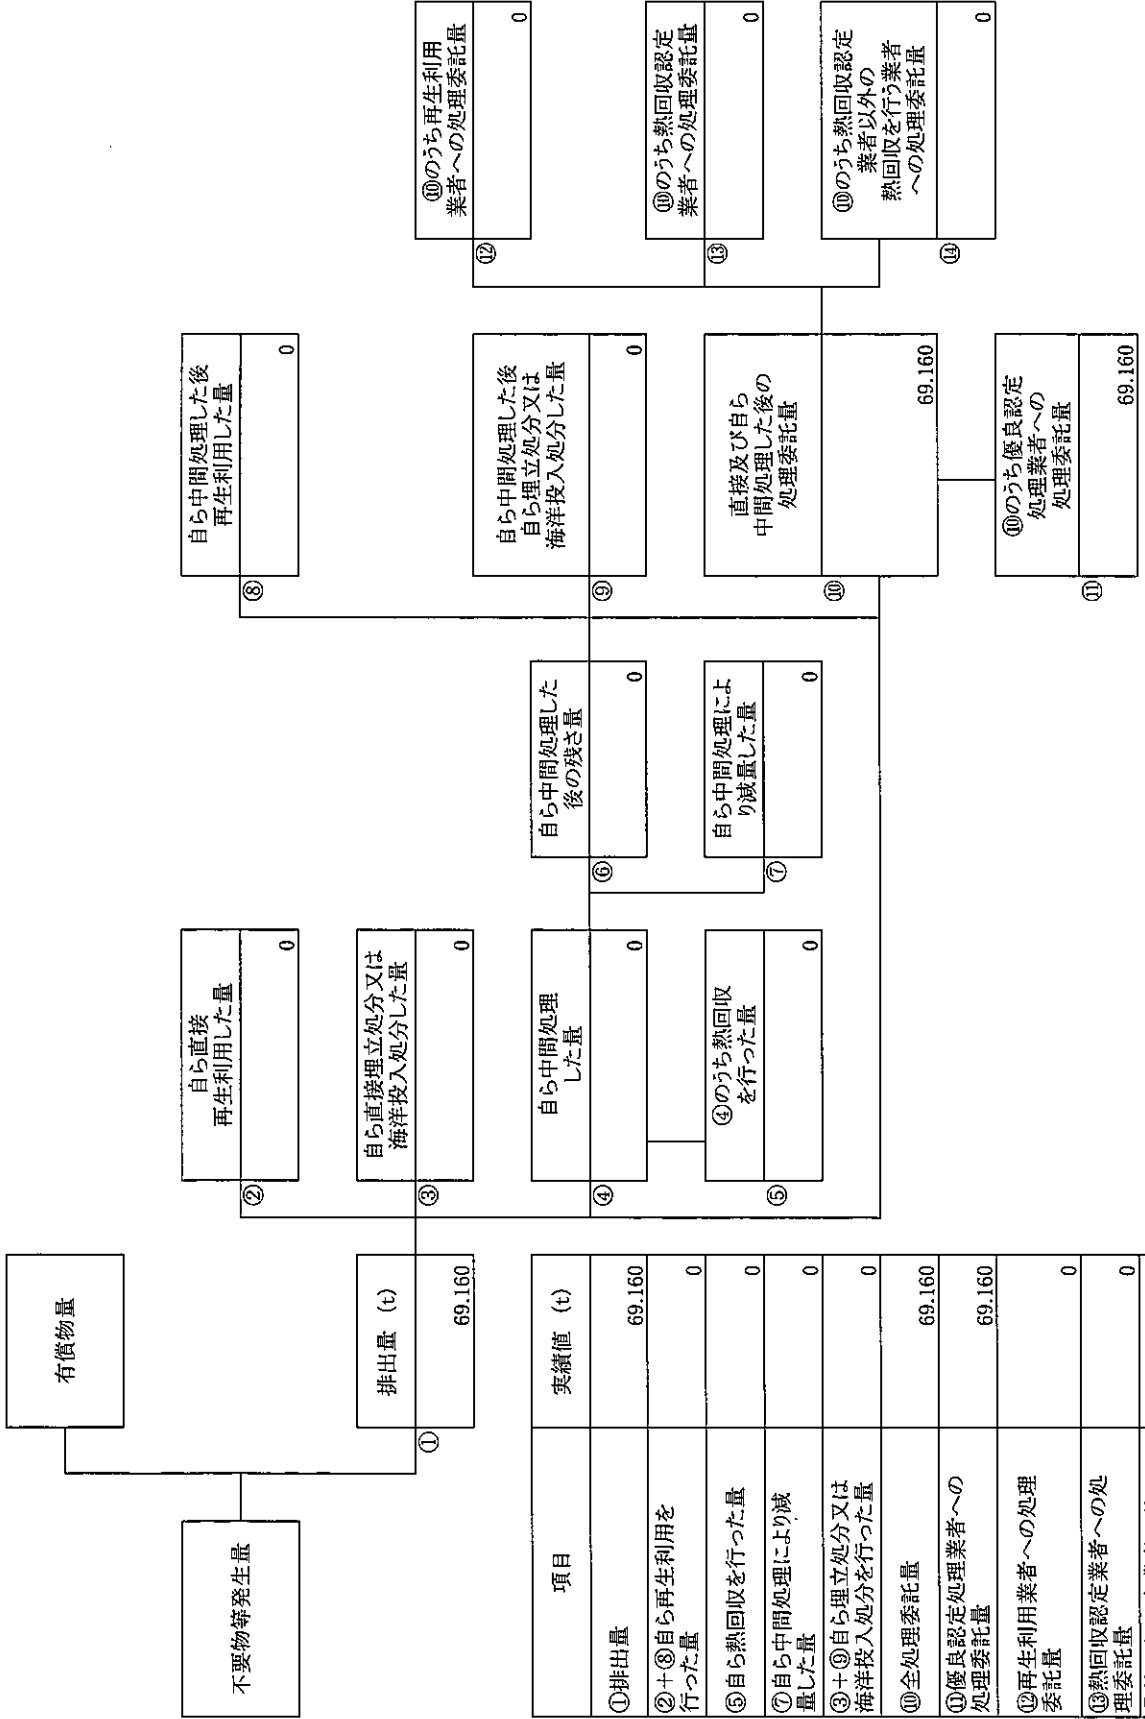 不要物等発生量
有償物量
排出量 (t)
①
69.160
自ら直接
再生利用した量
②
0
自ら直接埋立処分又は
海洋投入処分した量
③
0
自ら中間処理
した量
④
0
④のうち熱回収
を行った量
⑤
0
自ら中間処理した
後の残さ量
⑥
0
自ら中間処理によ
り減量した量
⑦
0
自ら中間処理した後
再生利用した量
⑧
0
自ら中間処理した後
自ら埋立処分又は
海洋投入処分した量
⑨
0
直接及び自ら
中間処理した後の
処理委託量
⑩
69.160
⑩のうち優良認定
処理業者への
処理委託量
⑪
69.160
⑩のうち再生利用
業者への処理委託量
⑫
0
⑩のうち熱回収認定
業者への処理委託量
⑬
0
⑩のうち熱回収認定
業者以外の
熱回収を行う業者
への処理委託量
⑭
0
項目 実績値 (t)
①排出量 69.160
②+⑧自ら再生利用を
行った量 0
⑤自ら熱回収を行った量 0
⑦自ら中間処理により減
量した量 0
③+⑨自ら埋立処分又は
海洋投入処分を行った量 0
⑩全処理委託量 69.160
⑪優良認定処理業者への
処理委託量 69.160
⑫再生利用業者への処理
委託量 0
⑬熱回収認定業者への処
理委託量 0